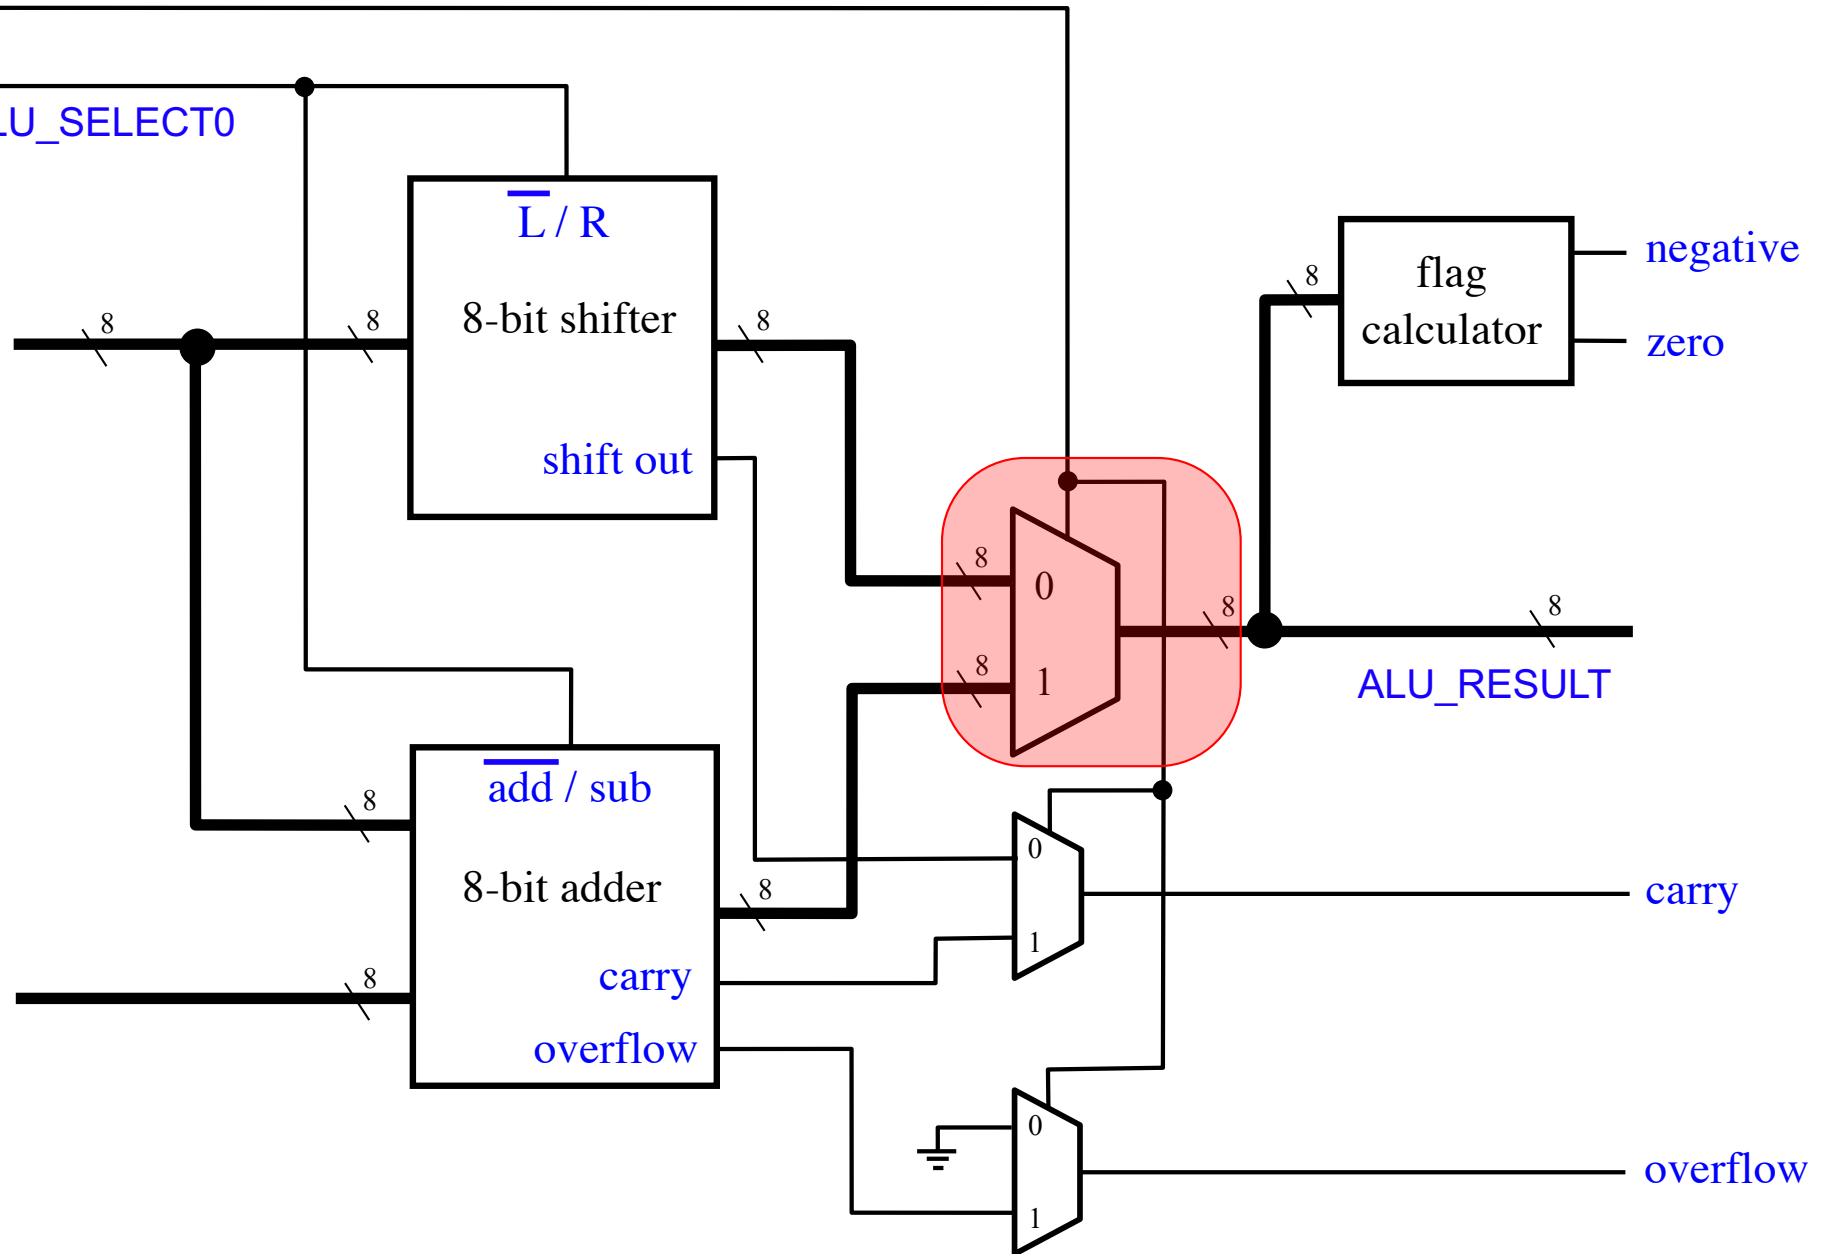 LU_SELECT0
L / R
8-bit shifter
shift out
8
8
8
8
flag
calculator
negative
zero
8
0
8
1
8
8
ALU_RESULT
add / sub
8-bit adder
carry
overflow
8
8
8
0
1
carry
0
1
overflow